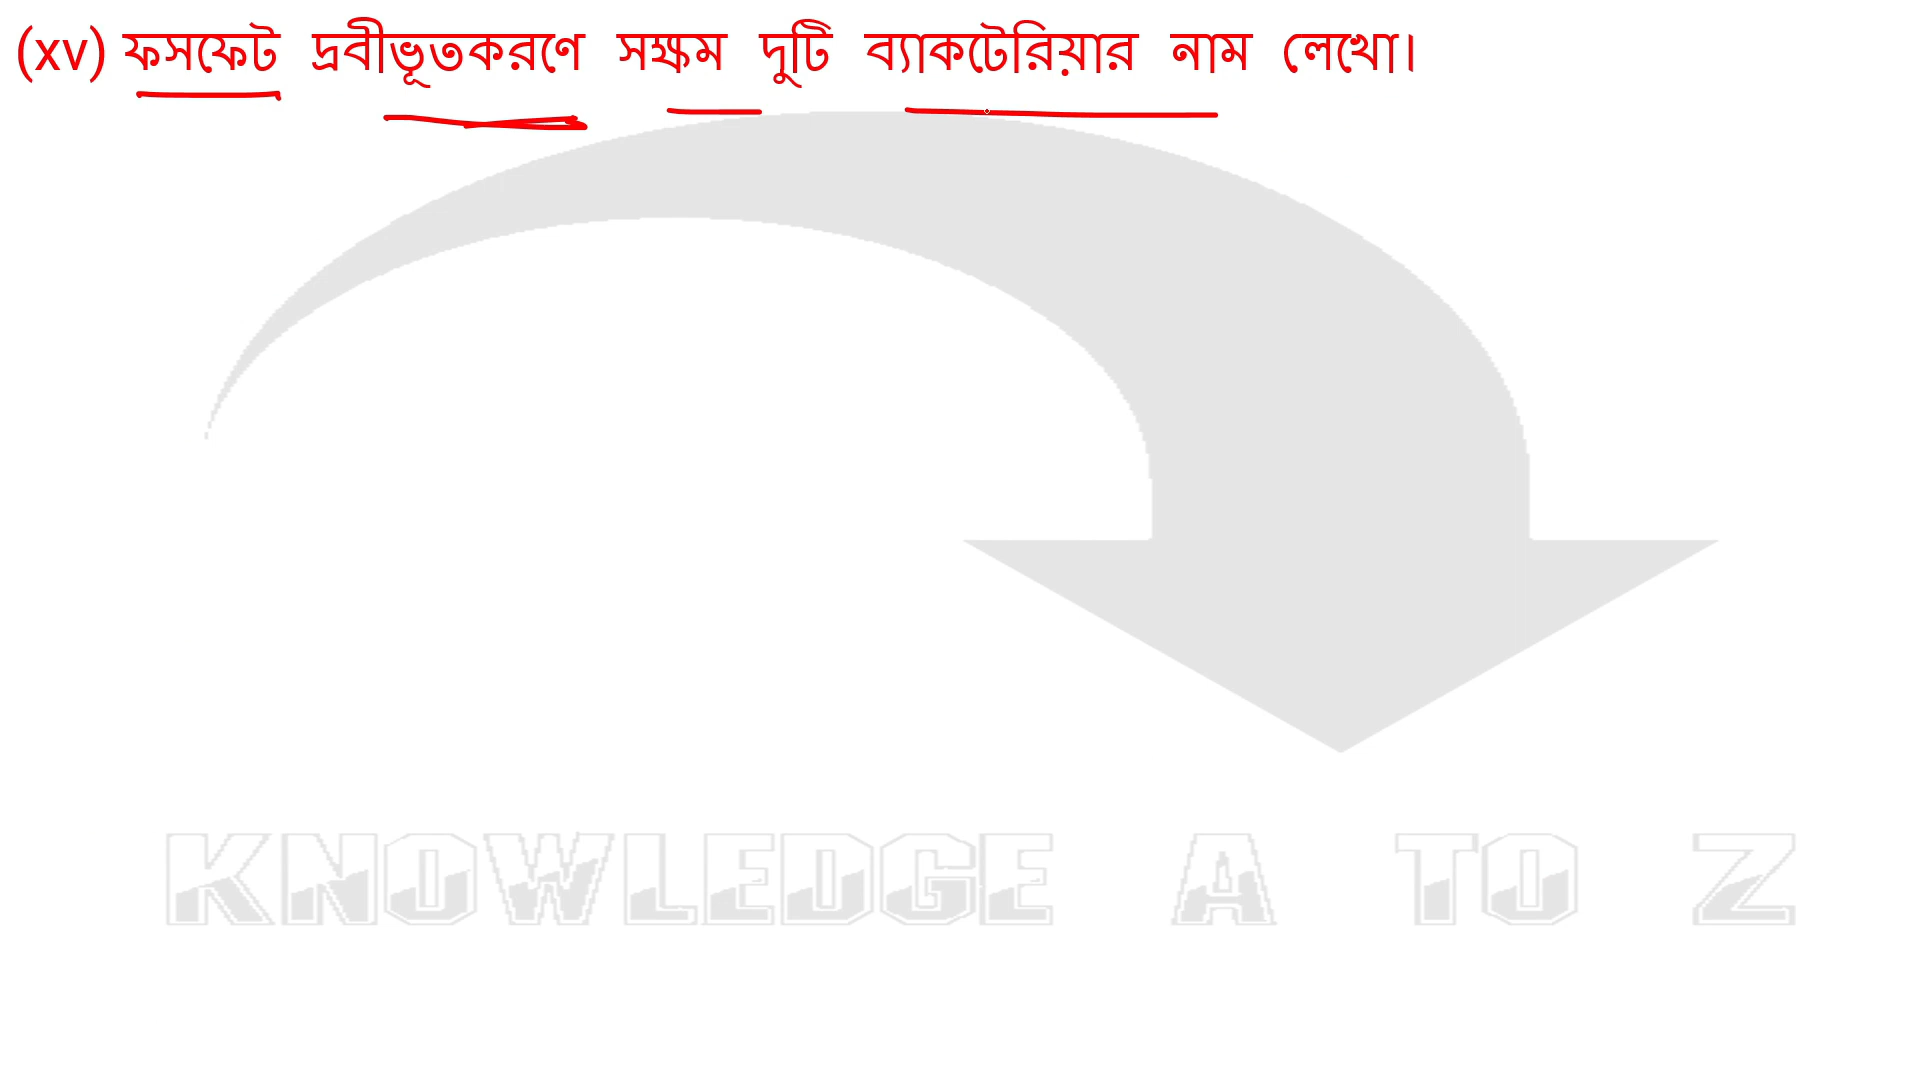 (xv) ফসফেট দ্রবীভূতকরণে সক্ষম দুটি ব্যাকটেরিয়ার নাম লেখো।
KNOWLEDGE A TO Z